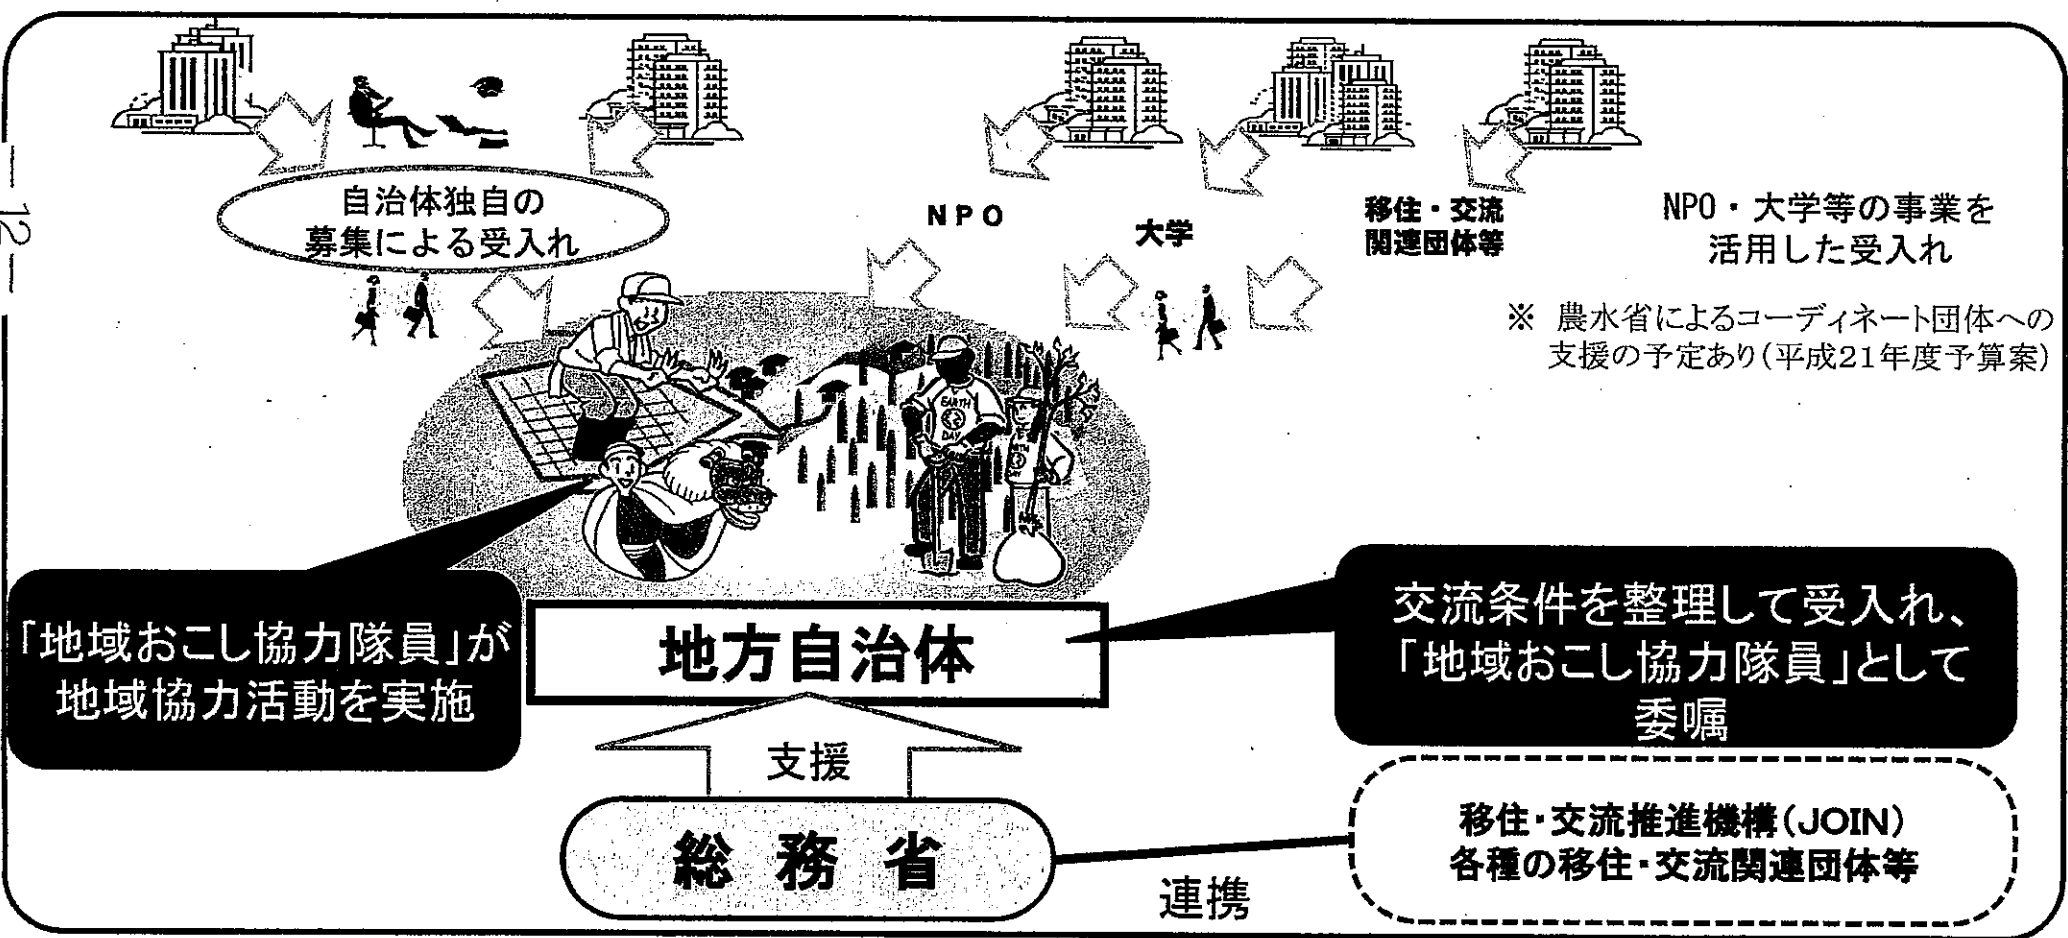 自治体独自の
募集による受入れ
NPO
大学
移住・交流
関連団体等
NPO・大学等の事業を
活用した受入れ
※ 農水省によるコーディネート団体への
支援の予定あり(平成21年度予算案)
EARTH
DAY
「地域おこし協力隊員」が
地域協力活動を実施
地方自治体
交流条件を整理して受入れ、
「地域おこし協力隊員」として
委嘱
支援
総務省
連携
移住・交流推進機構(JOIN)
各種の移住・交流関連団体等
―12―